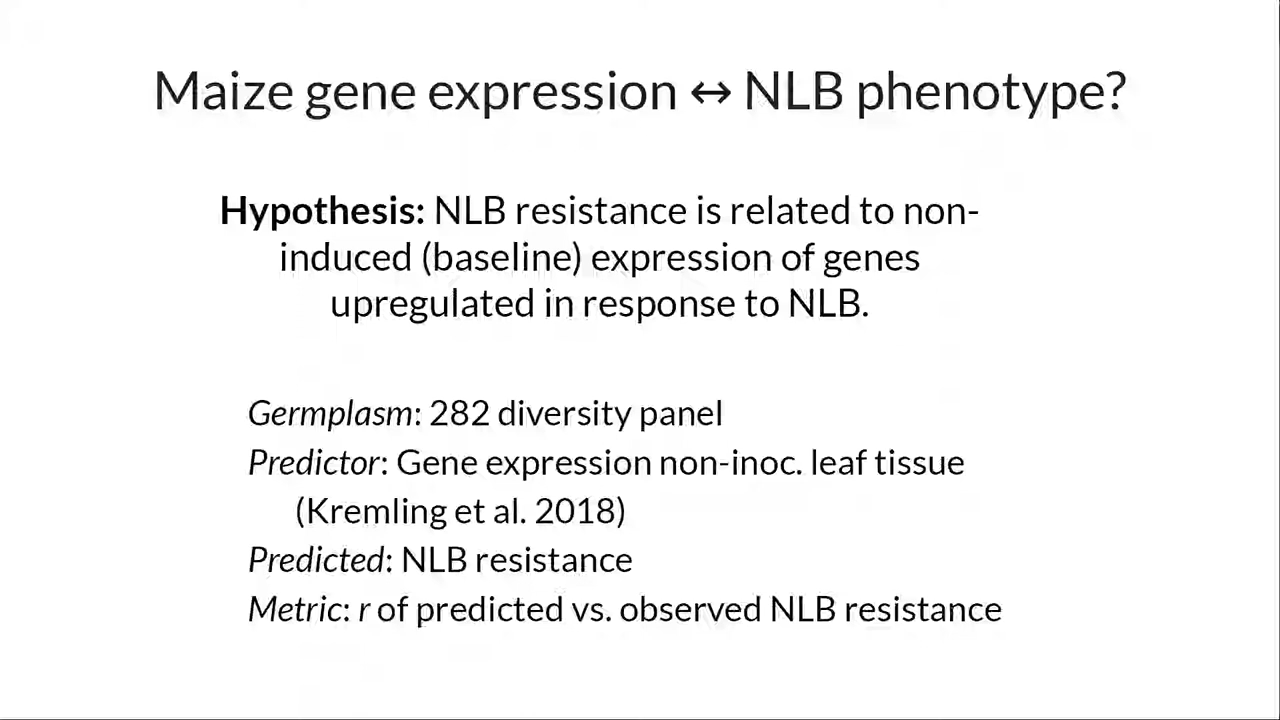 Maize gene expression ↔ NLB phenotype?
Hypothesis: NLB resistance is related to non-
induced (baseline) expression of genes
upregulated in response to NLB.
Germplasm: 282 diversity panel
Predictor: Gene expression non-inoc. leaf tissue
(Kremling et al. 2018)
Predicted: NLB resistance
Metric: r of predicted vs. observed NLB resistance